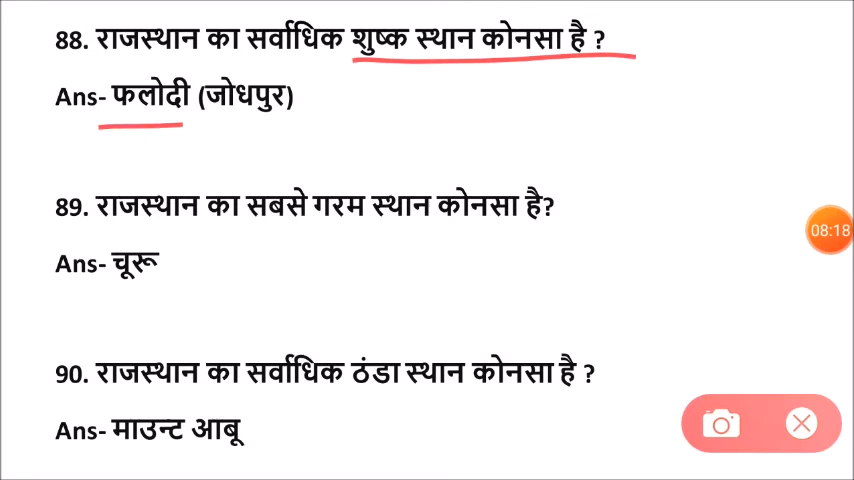 88. राजस्थान का सर्वाधिक शुष्क स्थान कोनसा है ?
Ans- फलोदी (जोधपुर)
89. राजस्थान का सबसे गरम स्थान कोनसा है?
08:18
Ans- चूरू
90. राजस्थान का सर्वाधिक ठंडा स्थान कोनसा है ?
Ans- माउन्ट आबू